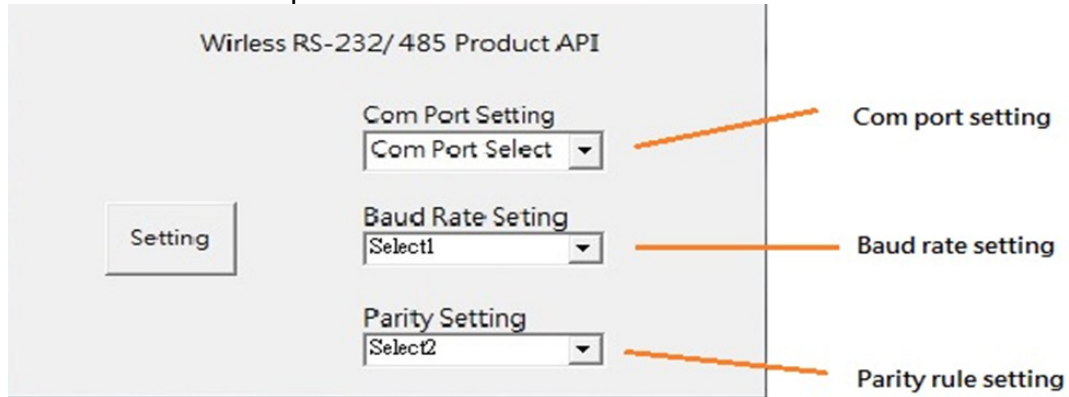 Wirless RS-232/ 485 Product API
Com Port Setting
Com Port Select
Com port setting
Baud Rate Seting
Setting
Select1
Baud rate setting
Parity Setting
Select2
Parity rule setting